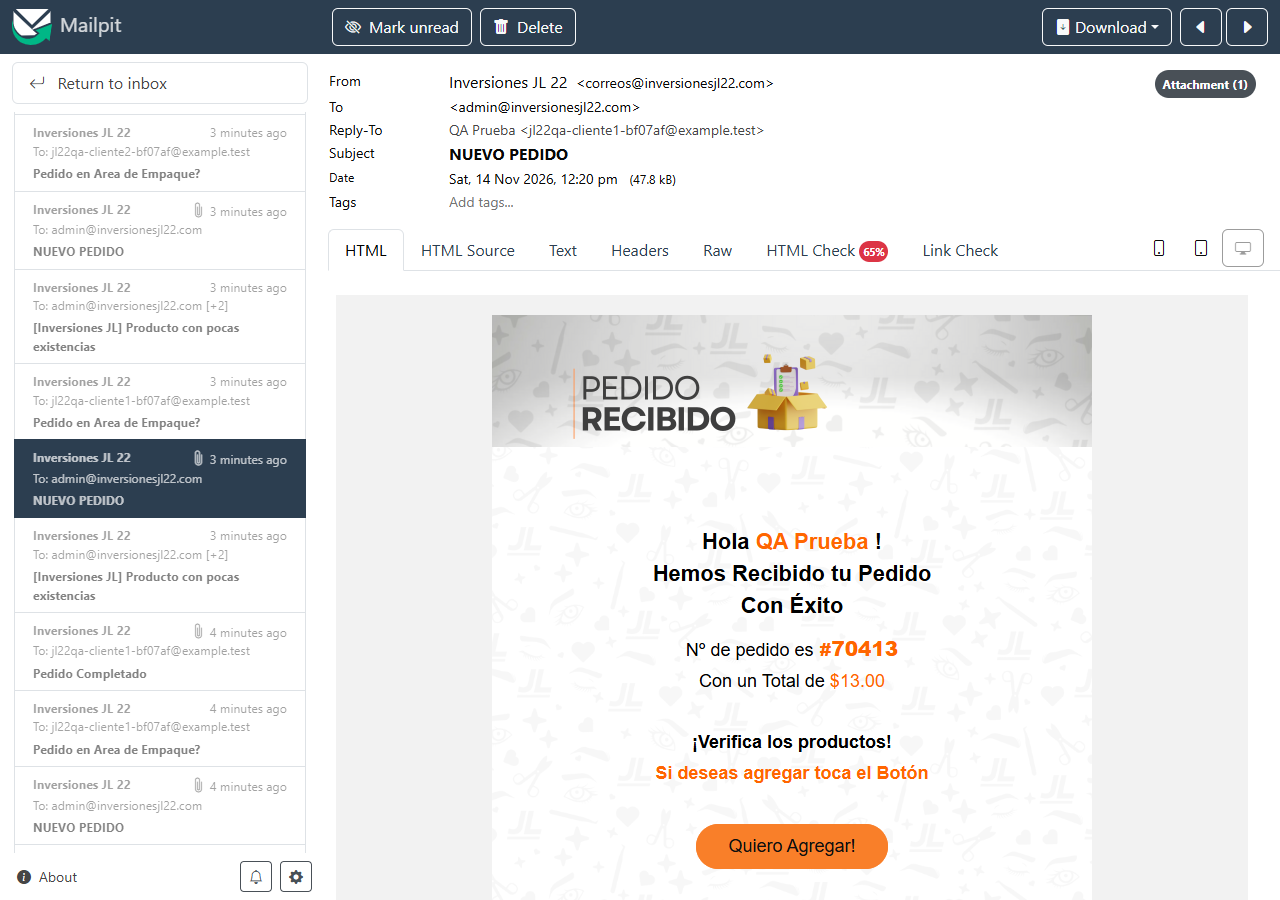 Mailpit
Mark unread
Delete
Download
Return to inbox
Inversiones JL 22 3 minutes ago
To: jl22qa-cliente2-bf07af@example.test
Pedido en Area de Empaque?
Inversiones JL 22 3 minutes ago
To: admin@inversionesjl22.com
NUEVO PEDIDO
Inversiones JL 22 3 minutes ago
To: admin@inversionesjl22.com [+2]
[Inversiones JL] Producto con pocas
existencias
Inversiones JL 22 3 minutes ago
To: jl22qa-cliente1-bf07af@example.test
Pedido en Area de Empaque?
Inversiones JL 22 3 minutes ago
To: admin@inversionesjl22.com
NUEVO PEDIDO
Inversiones JL 22 3 minutes ago
To: admin@inversionesjl22.com [+2]
[Inversiones JL] Producto con pocas
existencias
Inversiones JL 22 4 minutes ago
To: jl22qa-cliente1-bf07af@example.test
Pedido Completado
Inversiones JL 22 4 minutes ago
To: jl22qa-cliente1-bf07af@example.test
Pedido en Area de Empaque?
Inversiones JL 22 4 minutes ago
To: admin@inversionesjl22.com
NUEVO PEDIDO
About
From Inversiones JL 22 <correos@inversionesjl22.com>
Attachment (1)
To <admin@inversionesjl22.com>
Reply-To QA Prueba <jl22qa-cliente1-bf07af@example.test>
Subject NUEVO PEDIDO
Date Sat, 14 Nov 2026, 12:20 pm (47.8 kB)
Tags Add tags...
HTML HTML Source Text Headers Raw HTML Check 65% Link Check
PEDIDO
RECIBIDO
Hola QA Prueba !
Hemos Recibido tu Pedido
Con Éxito
Nº de pedido es #70413
Con un Total de $13.00
¡Verifica los productos!
Si deseas agregar toca el Botón
Quiero Agregar!